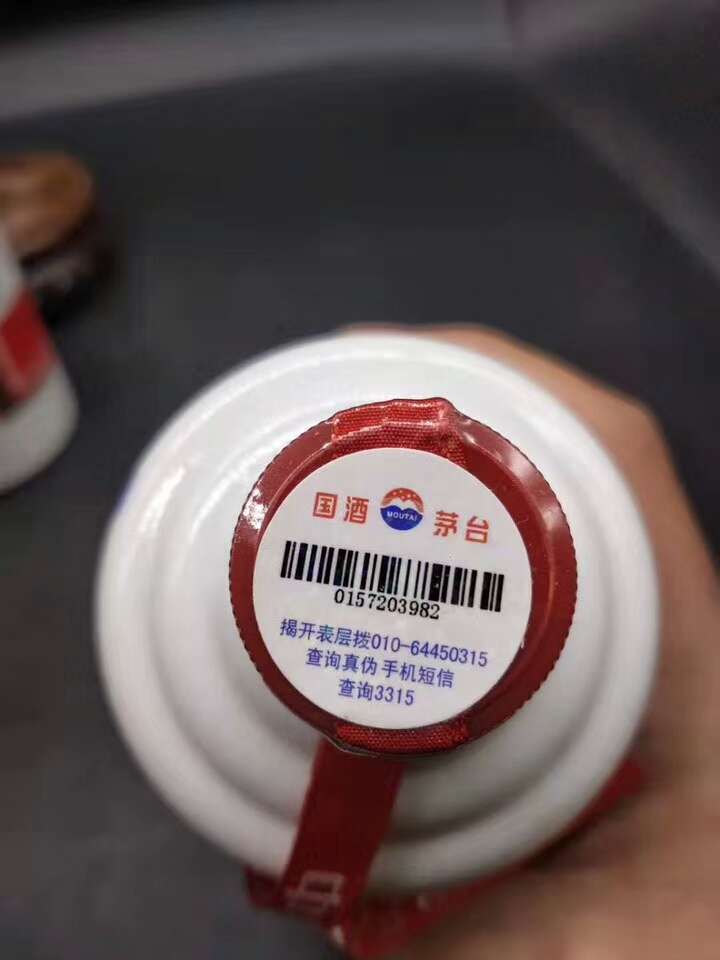 国酒 MOUTAI 茅台
0157203982
揭开表层拨010-64450315
查询真伪 手机短信
查询3315